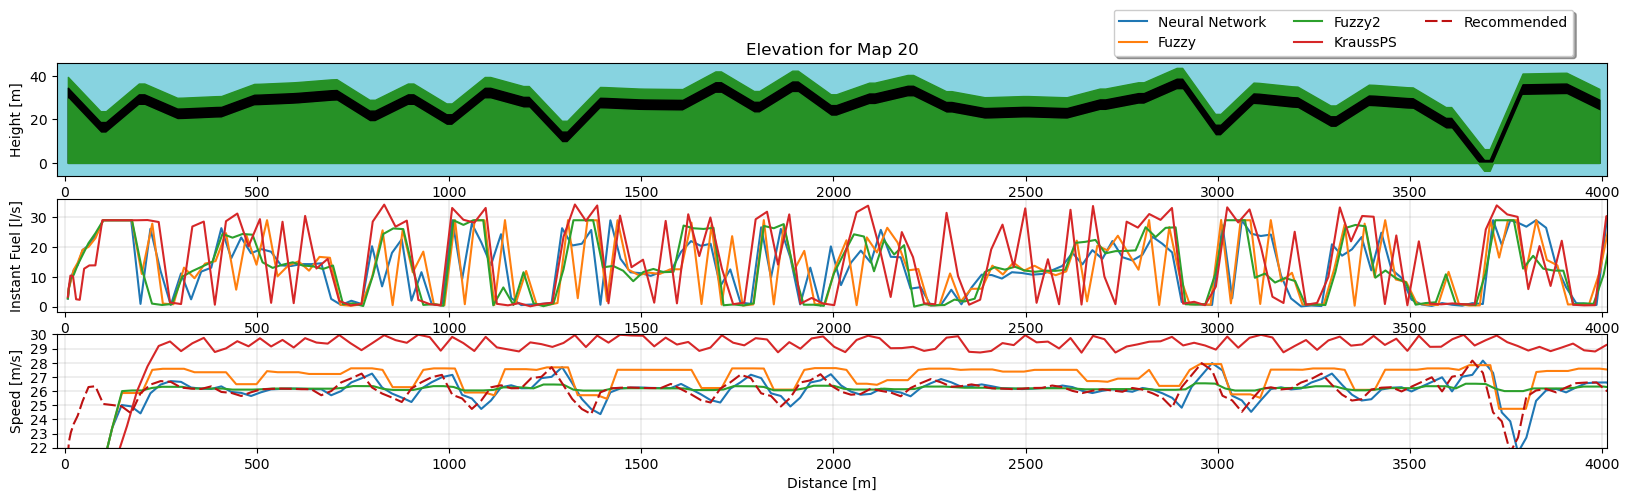 Neural Network Fuzzy2 Recommended
Fuzzy KraussPS
Elevation for Map 20
Height [m]
40
20
0
0 500 1000 1500 2000 2500 3000 3500 4000
Instant Fuel [l/s]
30
20
10
0
0 500 1000 1500 2000 2500 3000 3500 4000
Speed [m/s]
30
29
28
27
26
25
24
23
22
0 500 1000 1500 2000 2500 3000 3500 4000
Distance [m]